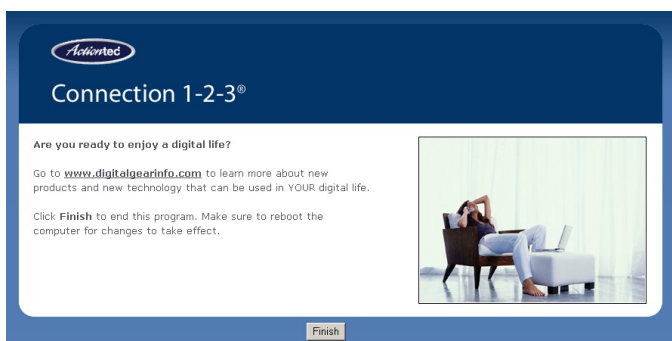 Actiontec
Connection 1-2-3®
Are you ready to enjoy a digital life?
Go to www.digitalgearinfo.com to learn more about new
products and new technology that can be used in YOUR digital life.
Click Finish to end this program. Make sure to reboot the
computer for changes to take effect.
Finish